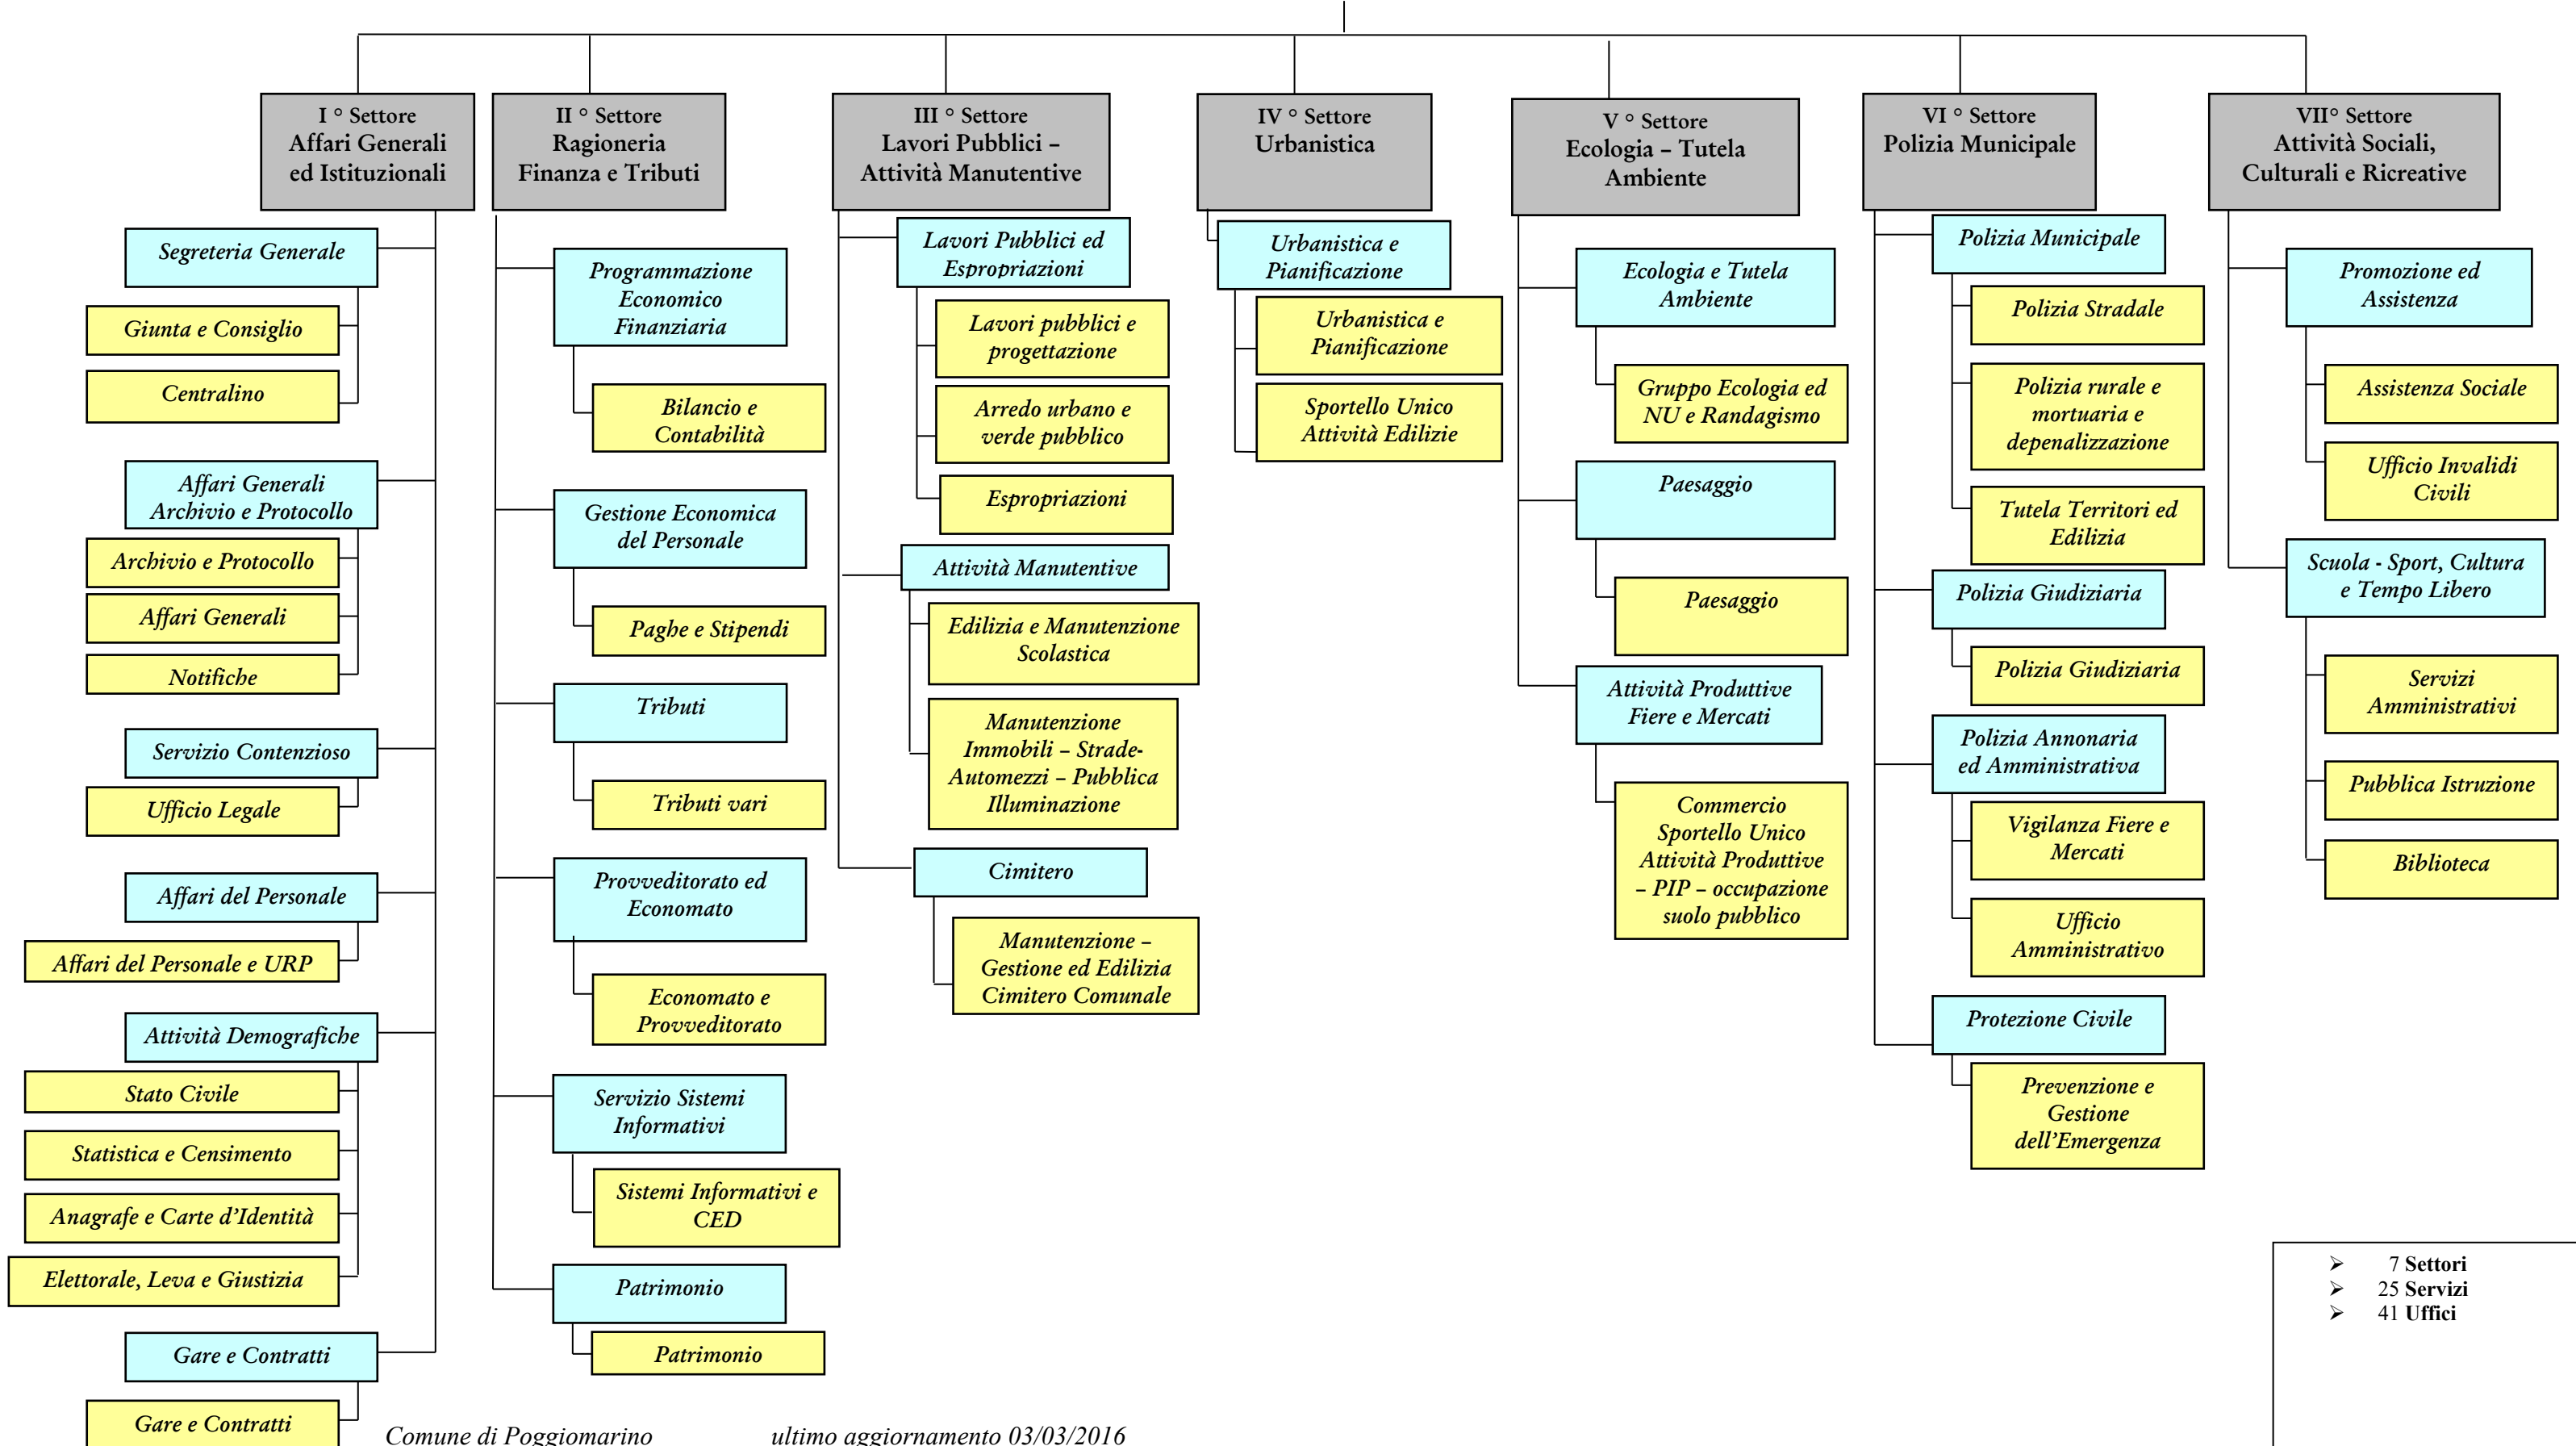 I ° Settore
Affari Generali
ed Istituzionali
Segreteria Generale
Giunta e Consiglio
Centralino
Affari Generali
Archivio e Protocollo
Archivio e Protocollo
Affari Generali
Notifiche
Servizio Contenzioso
Ufficio Legale
Affari del Personale
Affari del Personale e URP
Attività Demografiche
Stato Civile
Statistica e Censimento
Anagrafe e Carte d'Identità
Elettorale, Leva e Giustizia
Gare e Contratti
Gare e Contratti
II ° Settore
Ragioneria
Finanza e Tributi
Programmazione
Economico
Finanziaria
Bilancio e
Contabilità
Gestione Economica
del Personale
Paghe e Stipendi
Tributi
Tributi vari
Provveditorato ed
Economato
Economato e
Provveditorato
Servizio Sistemi
Informativi
Sistemi Informativi e
CED
Patrimonio
Patrimonio
III ° Settore
Lavori Pubblici –
Attività Manutentive
Lavori Pubblici ed
Espropriazioni
Lavori pubblici e
progettazione
Arredo urbano e
verde pubblico
Espropriazioni
Attività Manutentive
Edilizia e Manutenzione
Scolastica
Manutenzione
Immobili – Strade-
Automezzi – Pubblica
Illuminazione
Cimitero
Manutenzione –
Gestione ed Edilizia
Cimitero Comunale
IV ° Settore
Urbanistica
Urbanistica e
Pianificazione
Urbanistica e
Pianificazione
Sportello Unico
Attività Edilizie
V ° Settore
Ecologia – Tutela
Ambiente
Ecologia e Tutela
Ambiente
Gruppo Ecologia ed
NU e Randagismo
Paesaggio
Paesaggio
Attività Produttive
Fiere e Mercati
Commercio
Sportello Unico
Attività Produttive
– PIP – occupazione
suolo pubblico
VI ° Settore
Polizia Municipale
Polizia Municipale
Polizia Stradale
Polizia rurale e
mortuaria e
depenalizzazione
Tutela Territori ed
Edilizia
Polizia Giudiziaria
Polizia Giudiziaria
Polizia Annonaria
ed Amministrativa
Vigilanza Fiere e
Mercati
Ufficio
Amministrativo
Protezione Civile
Prevenzione e
Gestione
dell'Emergenza
VII° Settore
Attività Sociali,
Culturali e Ricreative
Promozione ed
Assistenza
Assistenza Sociale
Ufficio Invalidi
Civili
Scuola - Sport, Cultura
e Tempo Libero
Servizi
Amministrativi
Pubblica Istruzione
Biblioteca
➢ 7 Settori
➢ 25 Servizi
➢ 41 Uffici
Comune di Poggiomarino ultimo aggiornamento 03/03/2016